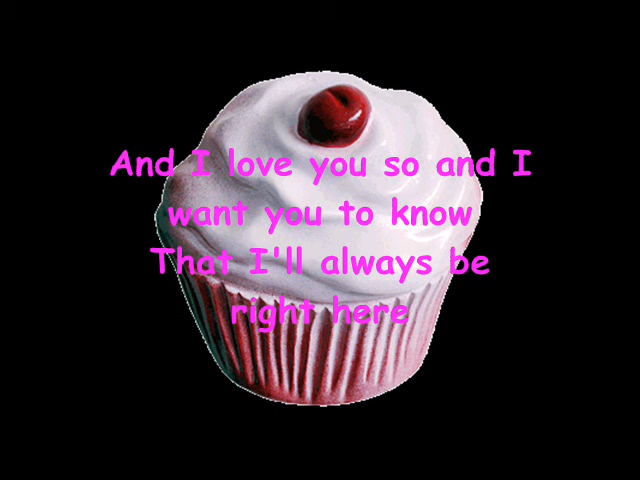 And I love you so and I
want you to know
That I'll always be
right here